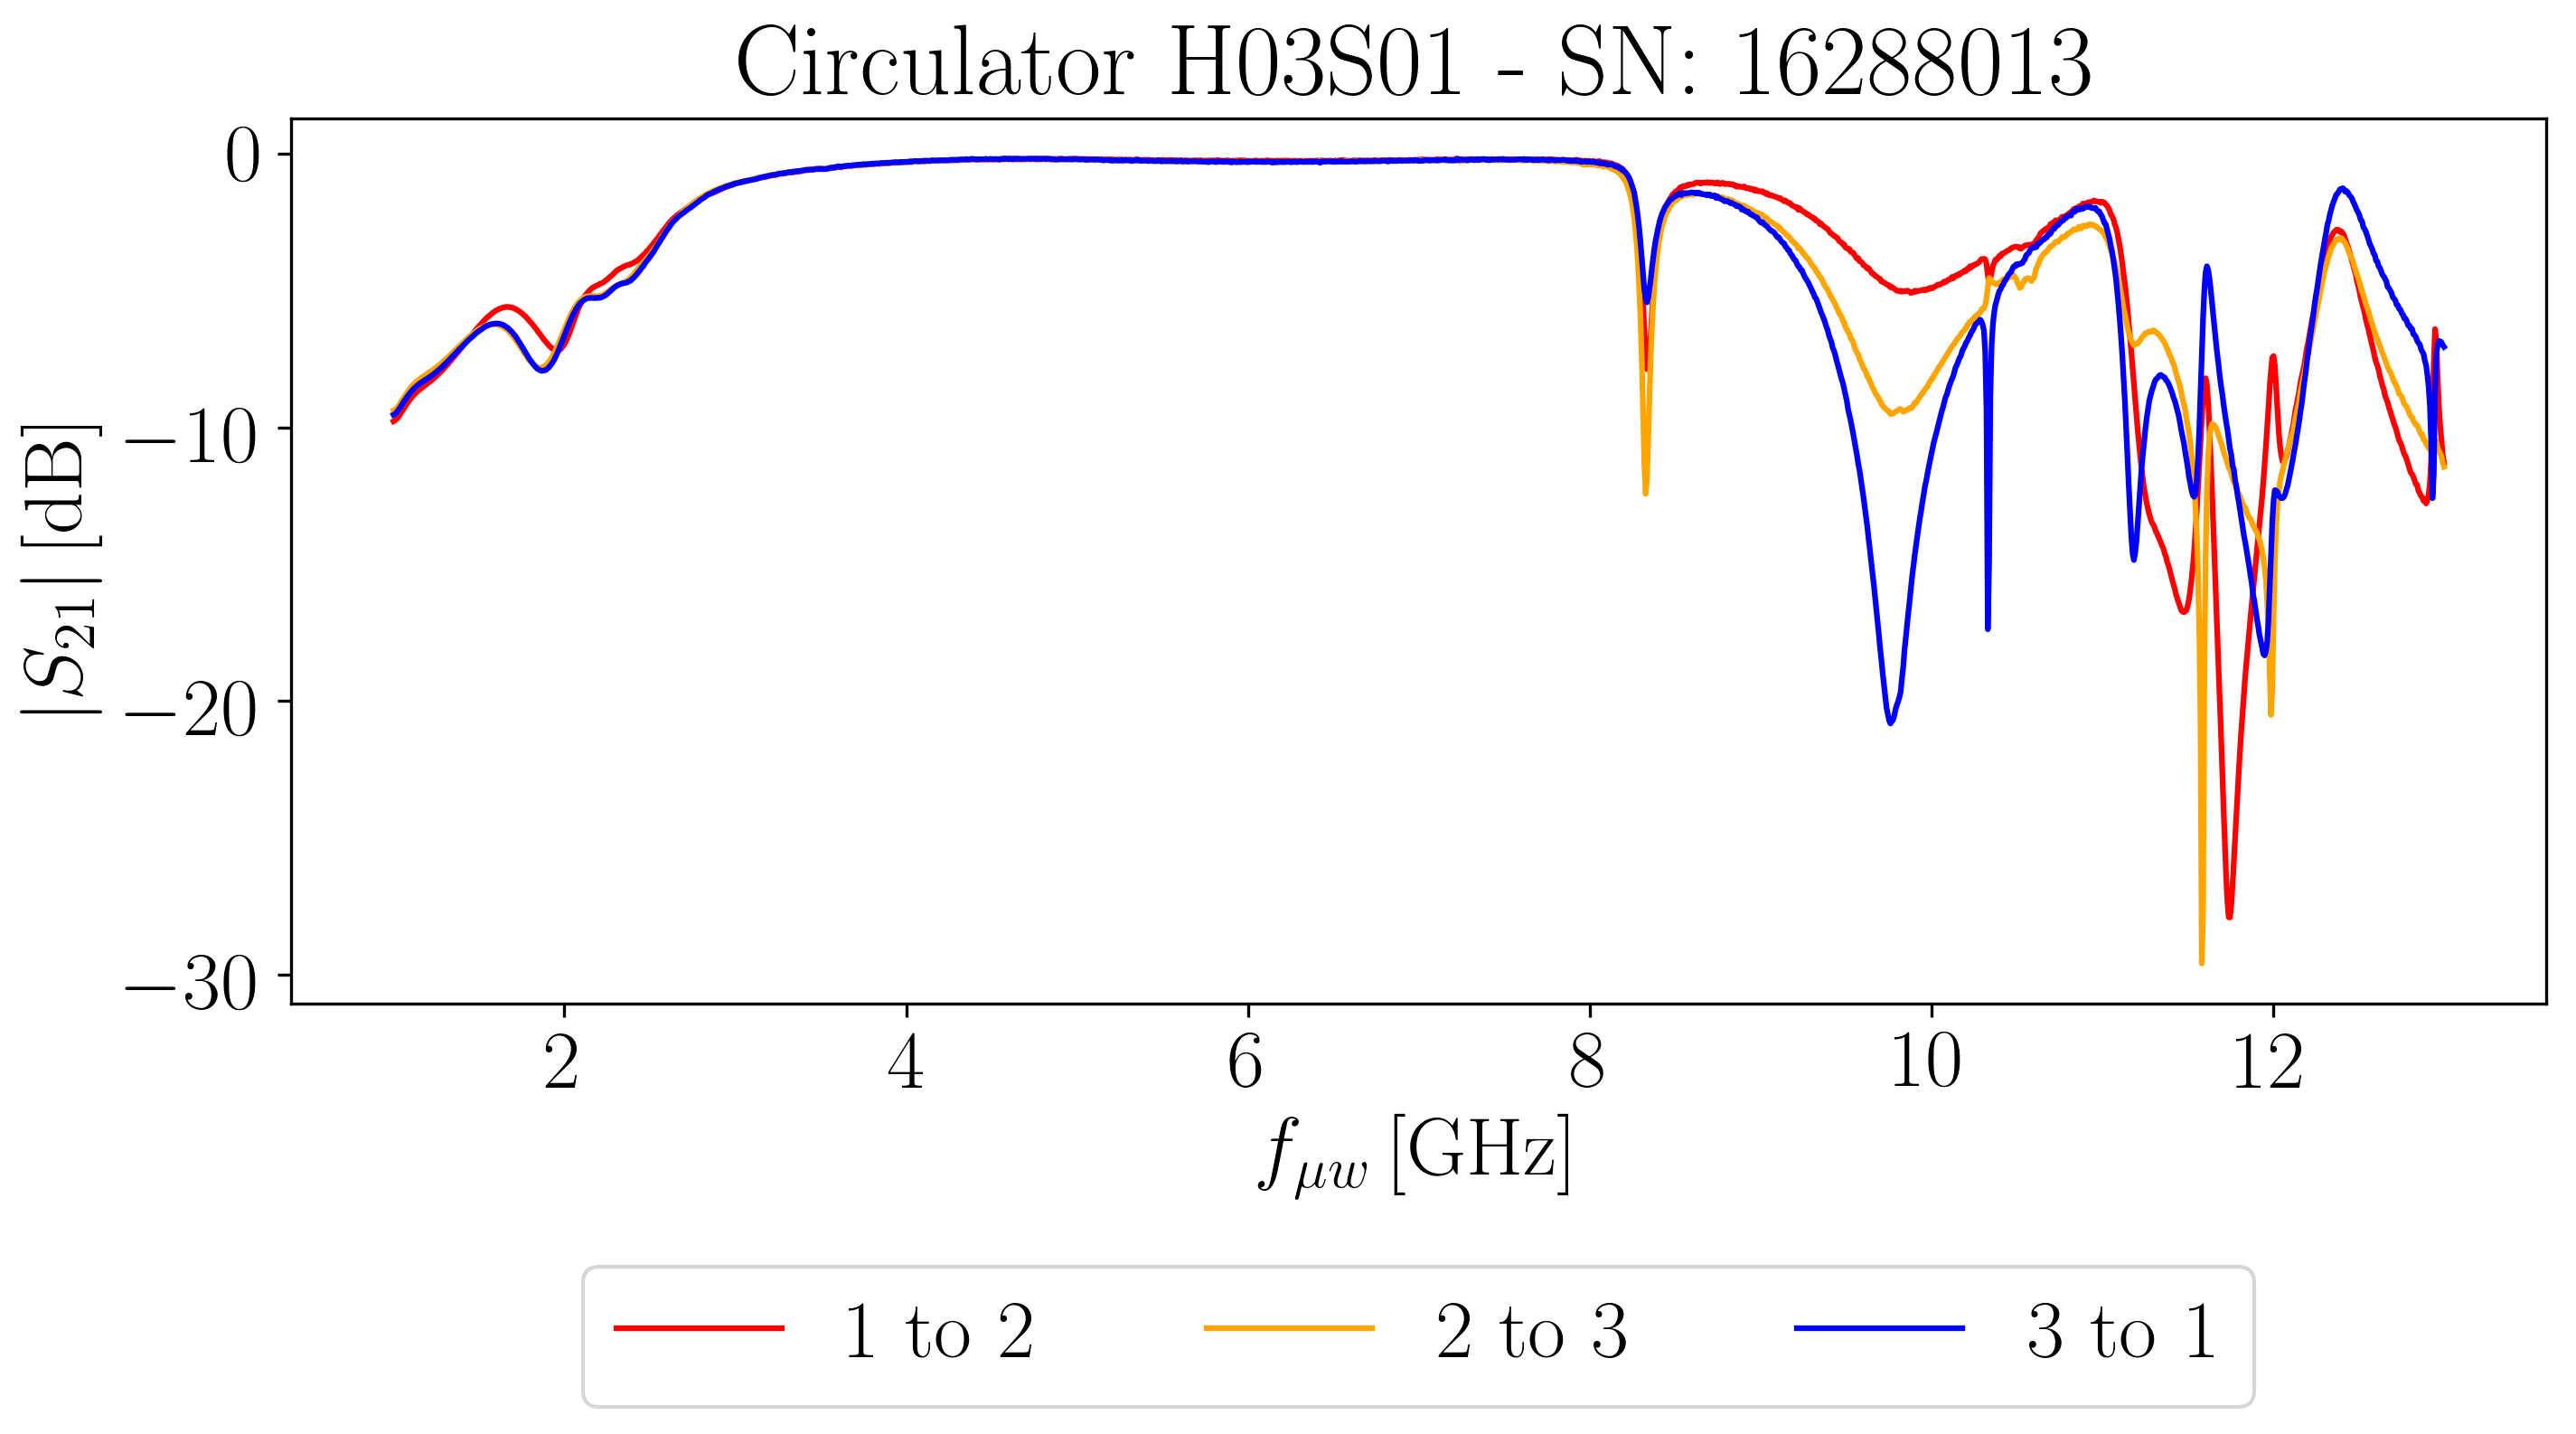 Circulator H03S01 - SN: 16288013
|S₂₁| [dB]
0
−10
−20
−30
2 4 6 8 10 12
f_μw [GHz]
1 to 2 2 to 3 3 to 1